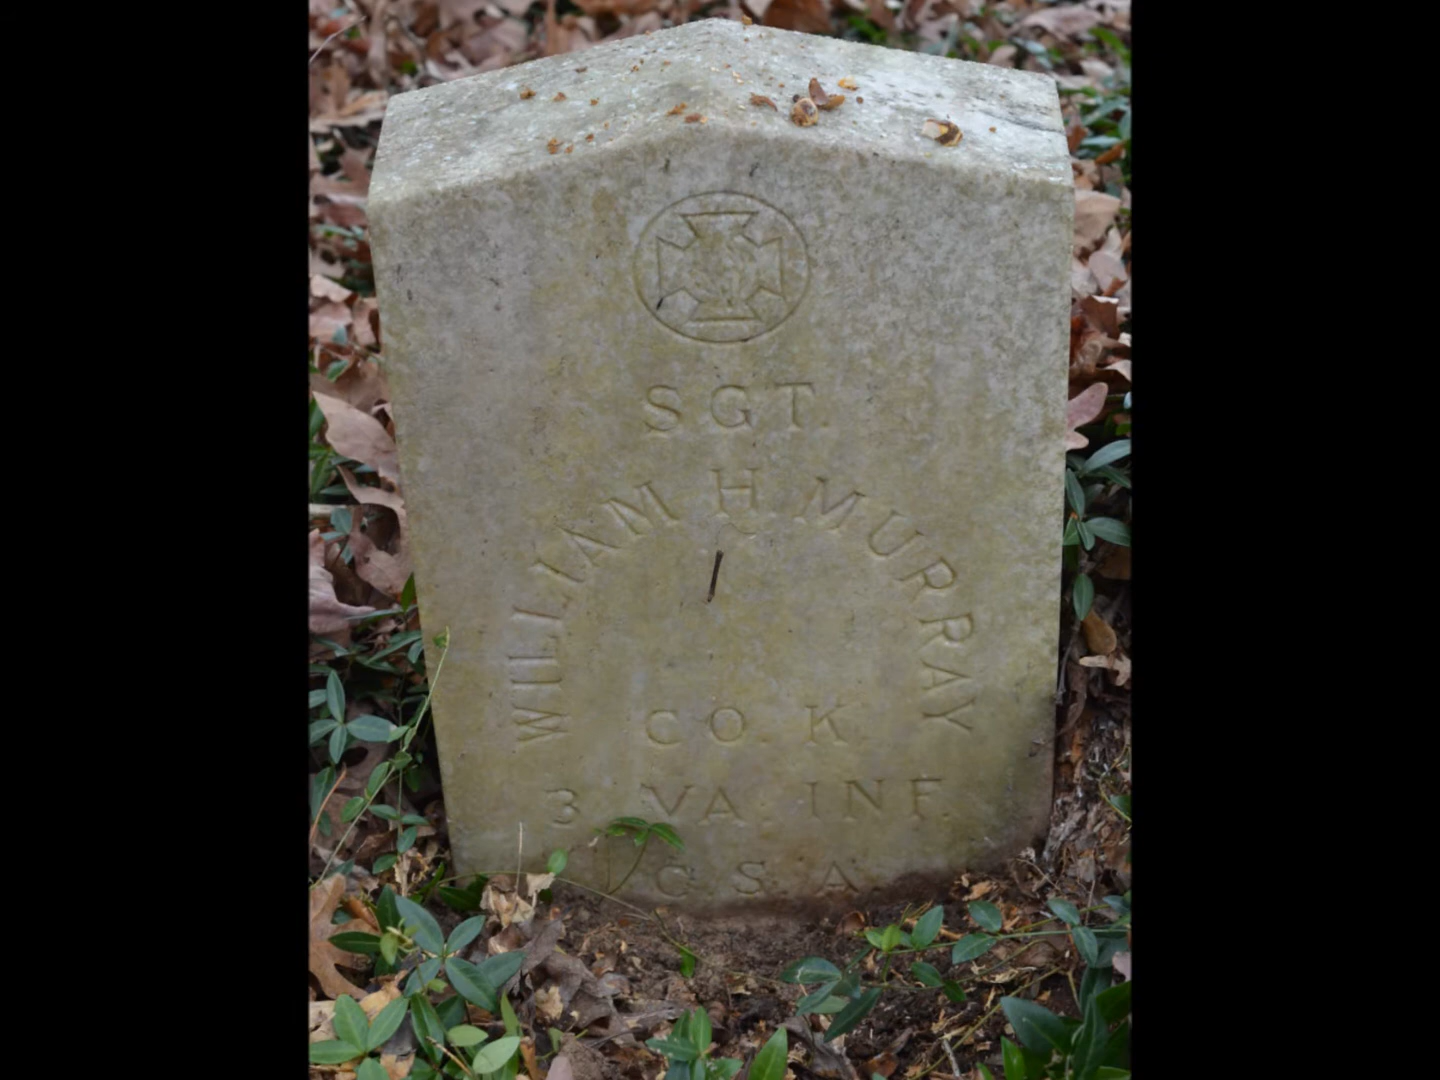 SGT.
WILLIAM H MURRAY
CO. K
3 VA. INF.
C. S. A.